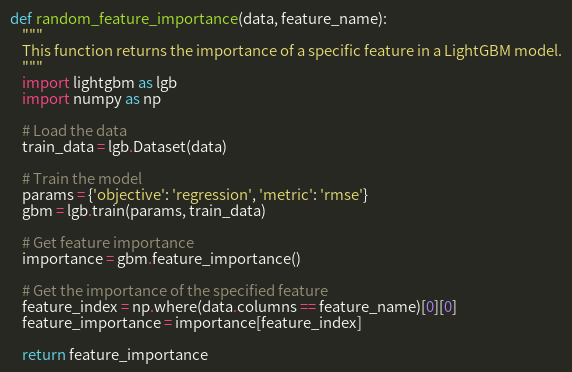 def random_feature_importance(data, feature_name):
    """
    This function returns the importance of a specific feature in a LightGBM model.
    """
    import lightgbm as lgb
    import numpy as np

    # Load the data
    train_data = lgb.Dataset(data)

    # Train the model
    params = {'objective': 'regression', 'metric': 'rmse'}
    gbm = lgb.train(params, train_data)

    # Get feature importance
    importance = gbm.feature_importance()

    # Get the importance of the specified feature
    feature_index = np.where(data.columns == feature_name)[0][0]
    feature_importance = importance[feature_index]

    return feature_importance